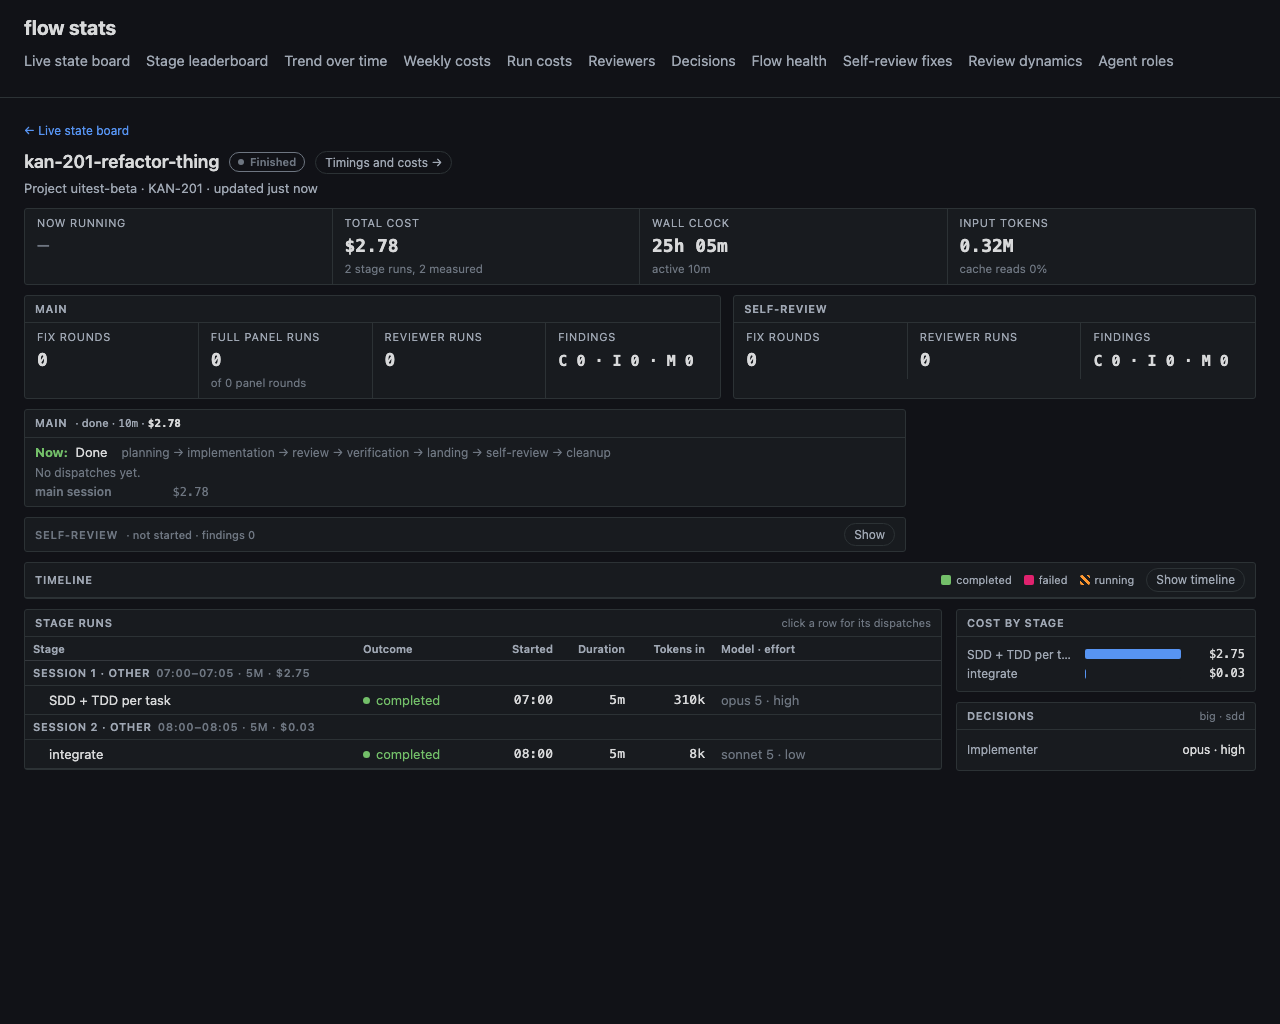 flow stats
Live state board Stage leaderboard Trend over time Weekly costs Run costs Reviewers Decisions Flow health Self-review fixes Review dynamics Agent roles
← Live state board
kan-201-refactor-thing Finished Timings and costs →
Project uitest-beta · KAN-201 · updated just now
NOW RUNNING TOTAL COST WALL CLOCK INPUT TOKENS
— $2.78 25h 05m 0.32M
2 stage runs, 2 measured active 10m cache reads 0%
MAIN SELF-REVIEW
FIX ROUNDS FULL PANEL RUNS REVIEWER RUNS FINDINGS FIX ROUNDS REVIEWER RUNS FINDINGS
0 0 0 C 0 · I 0 · M 0 0 0 C 0 · I 0 · M 0
of 0 panel rounds
MAIN · done · 10m · $2.78
Now: Done planning → implementation → review → verification → landing → self-review → cleanup
No dispatches yet.
main session $2.78
SELF-REVIEW · not started · findings 0 Show
TIMELINE completed failed running Show timeline
STAGE RUNS click a row for its dispatches COST BY STAGE
Stage Outcome Started Duration Tokens in Model · effort
SDD + TDD per t... $2.75
SESSION 1 · OTHER 07:00–07:05 · 5M · $2.75 integrate $0.03
SDD + TDD per task completed 07:00 5m 310k opus 5 · high
DECISIONS big · sdd
SESSION 2 · OTHER 08:00–08:05 · 5M · $0.03
integrate completed 08:00 5m 8k sonnet 5 · low
Implementer opus · high